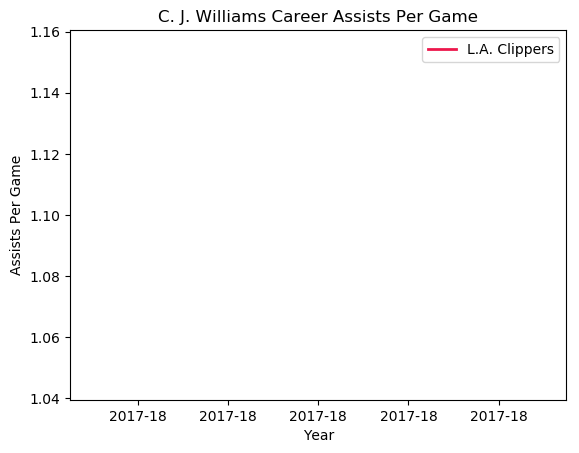 C. J. Williams Career Assists Per Game
L.A. Clippers
Assists Per Game
1.16
1.14
1.12
1.10
1.08
1.06
1.04
2017-18 2017-18 2017-18 2017-18 2017-18
Year